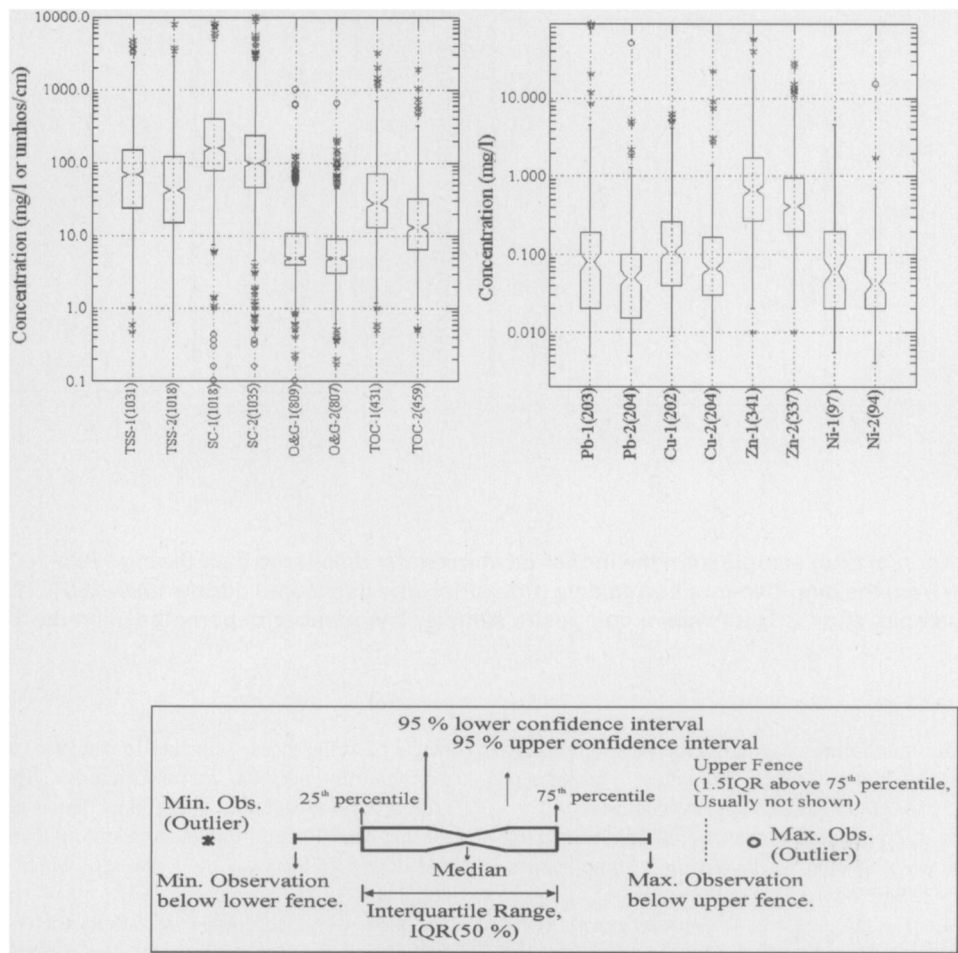 10000.0
1000.0
100.0
10.0
1.0
0.1
Concentration (mg/l or umhos/cm)
TSS-1(1031)
TSS-2(1018)
SC-1(1018)
SC-2(1035)
O&G-1(809)
O&G-2(807)
TOC-1(431)
TOC-2(459)
10.000
1.000
0.100
0.010
Concentration (mg/l)
Pb-1(203)
Pb-2(204)
Cu-1(202)
Cu-2(204)
Zn-1(341)
Zn-2(337)
Ni-1(97)
Ni-2(94)
95 % lower confidence interval
95 % upper confidence interval
Upper Fence
(1.5IQR above 75th percentile,
Usually not shown)
Min. Obs.
(Outlier)
25th percentile
75th percentile
Max. Obs.
(Outlier)
Median
Min. Observation
below lower fence.
Max. Observation
below upper fence.
Interquartile Range,
IQR(50 %)